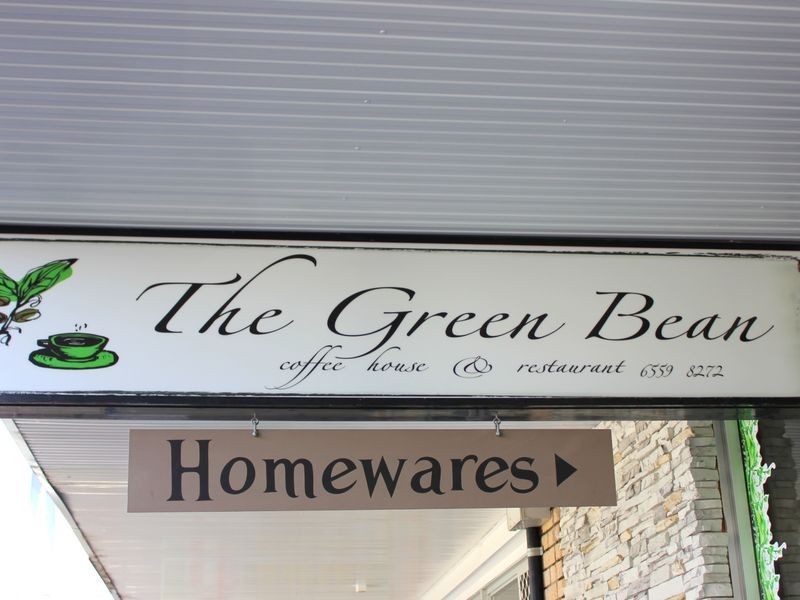 The Green Bean
coffee house & restaurant 6559 8272
Homewares